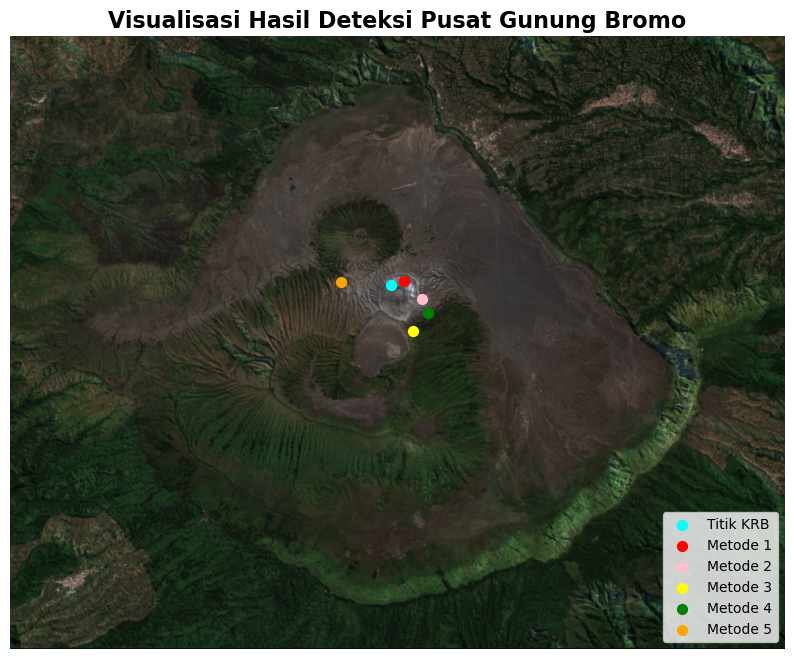 Visualisasi Hasil Deteksi Pusat Gunung Bromo
Titik KRB
Metode 1
Metode 2
Metode 3
Metode 4
Metode 5